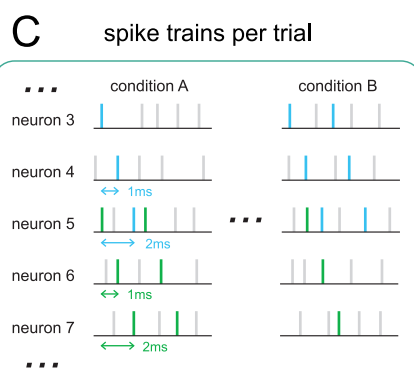 C spike trains per trial
... condition A condition B
neuron 3
neuron 4
1ms
neuron 5 ...
2ms
neuron 6
1ms
neuron 7
2ms
...